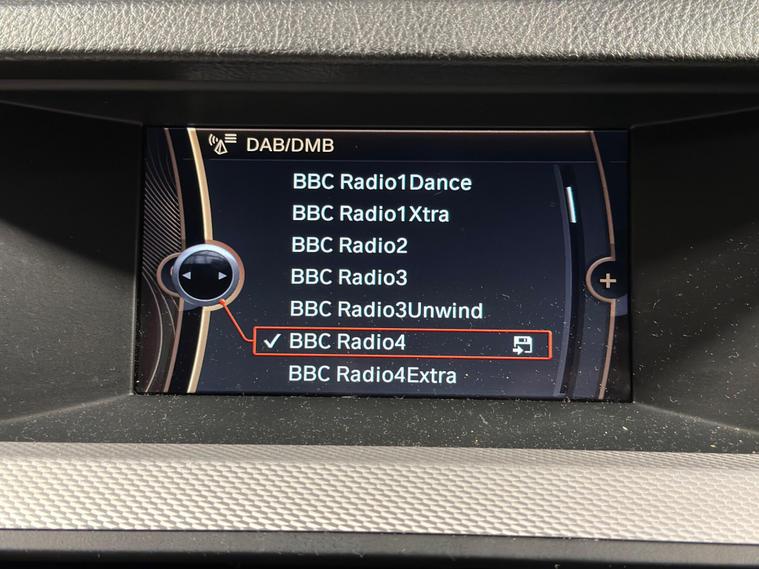 DAB/DMB
BBC Radio1Dance
BBC Radio1Xtra
BBC Radio2
BBC Radio3
BBC Radio3Unwind
BBC Radio4
BBC Radio4Extra